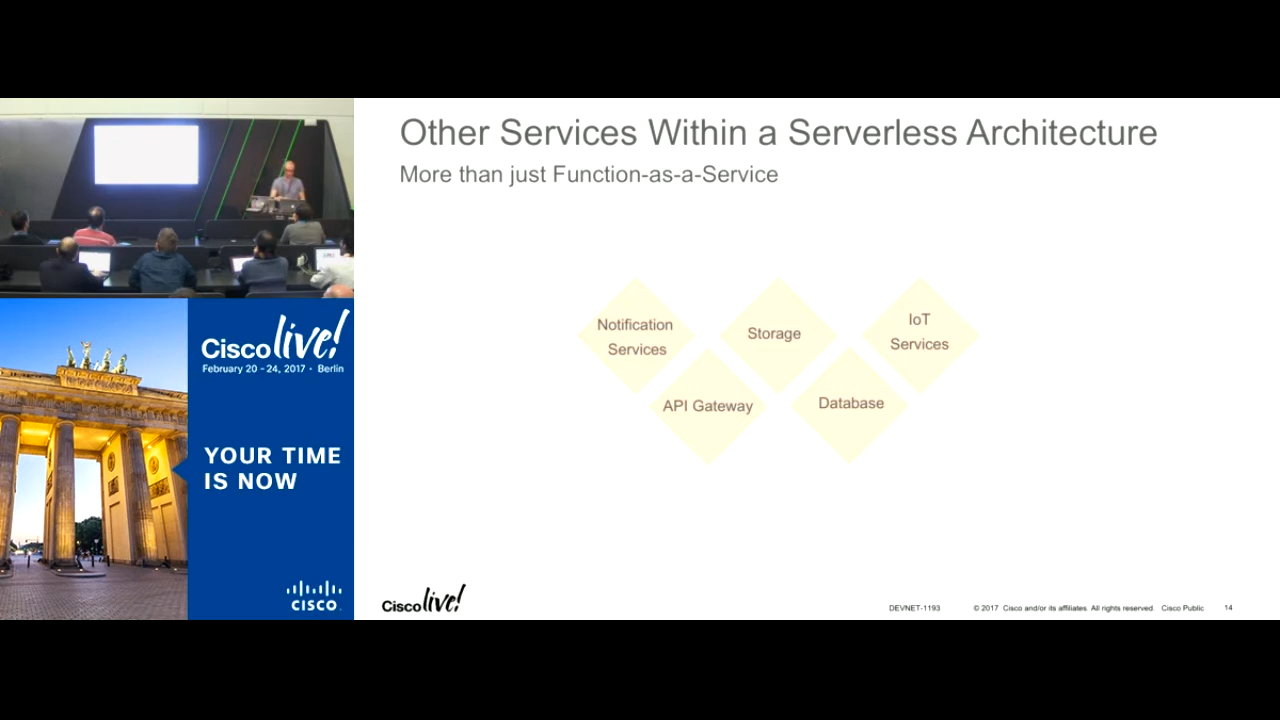 Other Services Within a Serverless Architecture
More than just Function-as-a-Service
Notification
Services
Storage
IoT
Services
API Gateway
Database
Cisco live!
February 20 - 24, 2017 • Berlin
YOUR TIME
IS NOW
CISCO
Cisco live!
DEVNET-1193 © 2017 Cisco and/or its affiliates. All rights reserved. Cisco Public 14